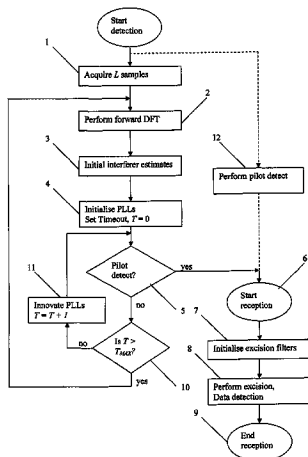 Start
detection
1
Acquire L samples
2
Perform forward DFT
3
Initial interferer estimates
4
Initialise PLLs
Set Timeout, T = 0
12
Perform pilot detect
Pilot
detect?
yes
5
no
6
Start
reception
11
Innovate PLLs
T = T + 1
7
Initialise excision filters
Is T >
TMAX?
no
yes
10
8
Perform excision,
Data detection
9
End
reception